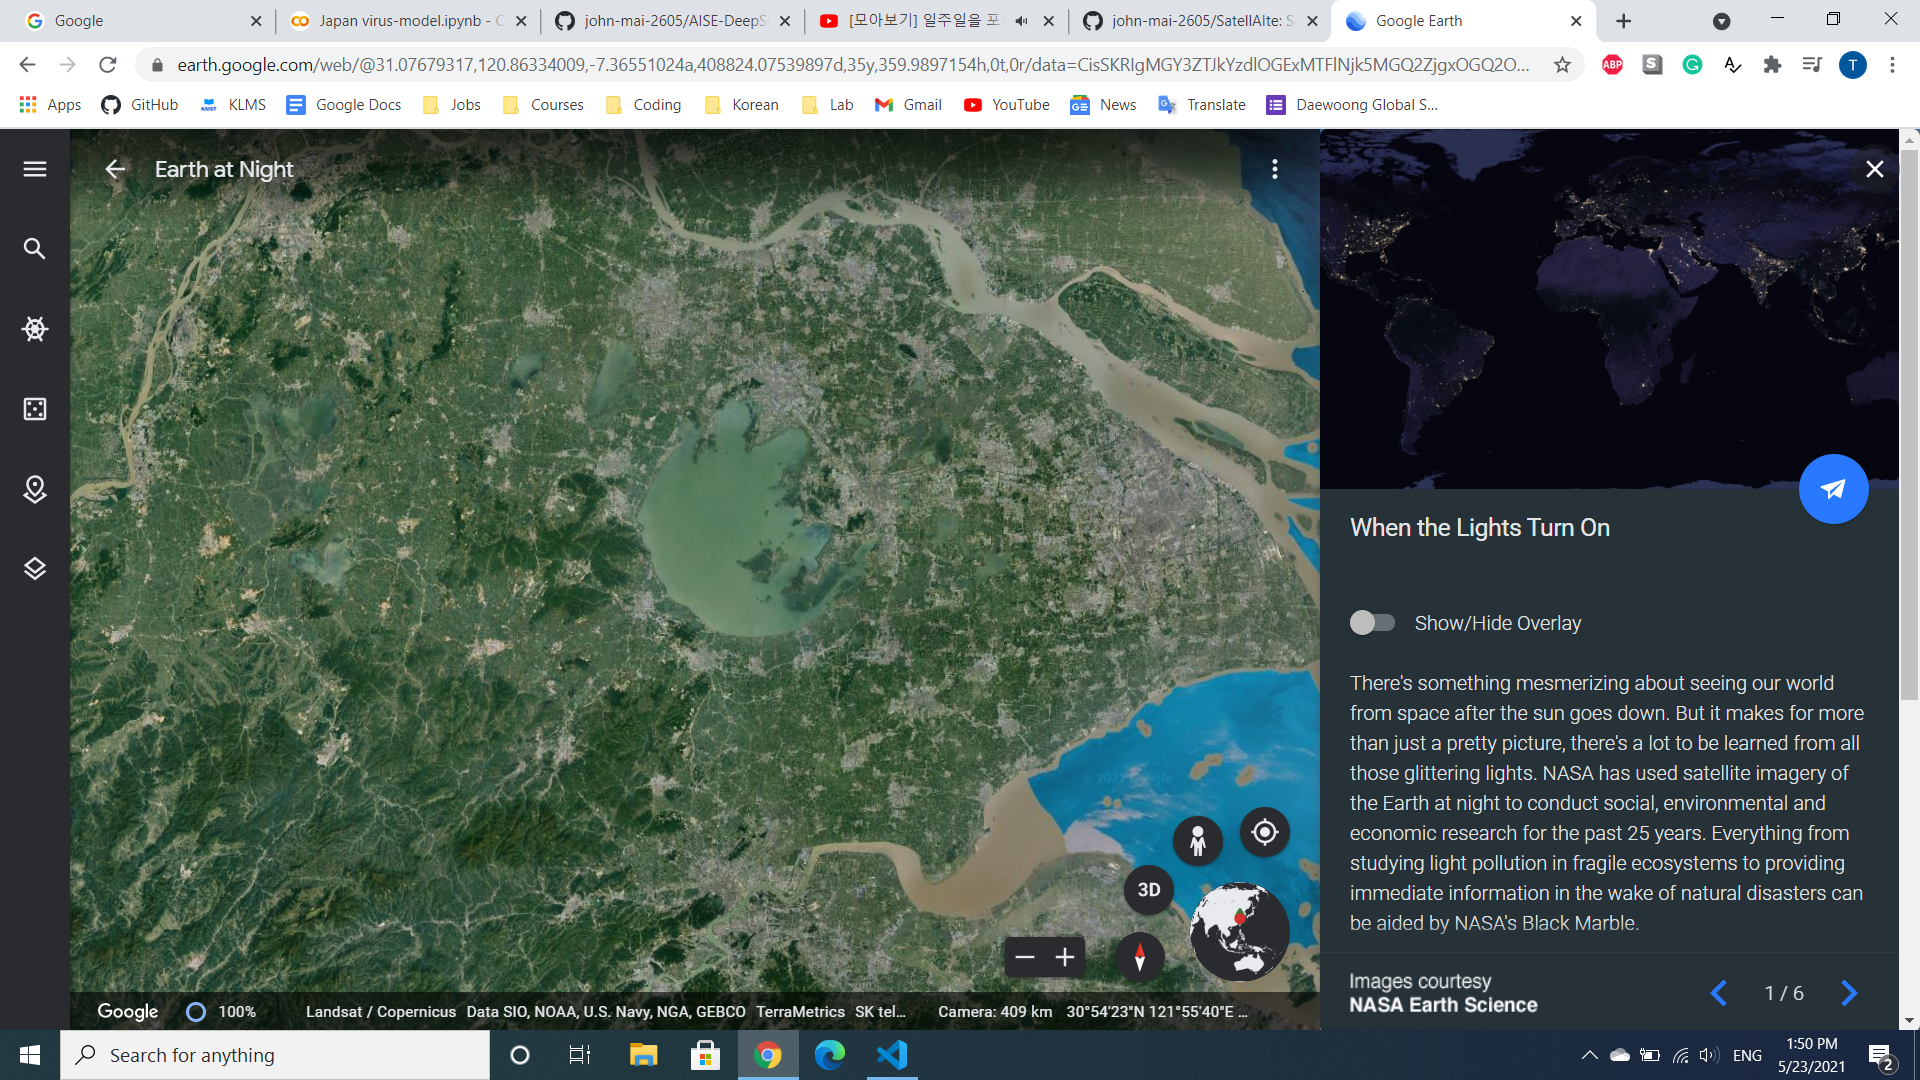 Google
Japan virus-model.ipynb - C
john-mai-2605/AISE-DeepS
[모아보기] 일주일을 포
john-mai-2605/SatellAIte: S
Google Earth
earth.google.com/web/@31.07679317,120.86334009,-7.36551024a,408824.07539897d,35y,359.9897154h,0t,0r/data=CisSKRIgMGY3ZTJkYzdlOGExMTFlNjk5MGQ2ZjgxOGQ2O...
ABP
T
Apps
GitHub
KLMS
Google Docs
Jobs
Courses
Coding
Korean
Lab
Gmail
YouTube
News
Translate
Daewoong Global S...
Earth at Night
When the Lights Turn On
Show/Hide Overlay
There's something mesmerizing about seeing our world
from space after the sun goes down. But it makes for more
than just a pretty picture, there's a lot to be learned from all
those glittering lights. NASA has used satellite imagery of
the Earth at night to conduct social, environmental and
economic research for the past 25 years. Everything from
studying light pollution in fragile ecosystems to providing
immediate information in the wake of natural disasters can
be aided by NASA's Black Marble.
Images courtesy
NASA Earth Science
1 / 6
3D
Google
100%
Landsat / Copernicus Data SIO, NOAA, U.S. Navy, NGA, GEBCO TerraMetrics SK tel...
Camera: 409 km 30°54'23"N 121°55'40"E ...
Search for anything
ENG
1:50 PM
5/23/2021
2